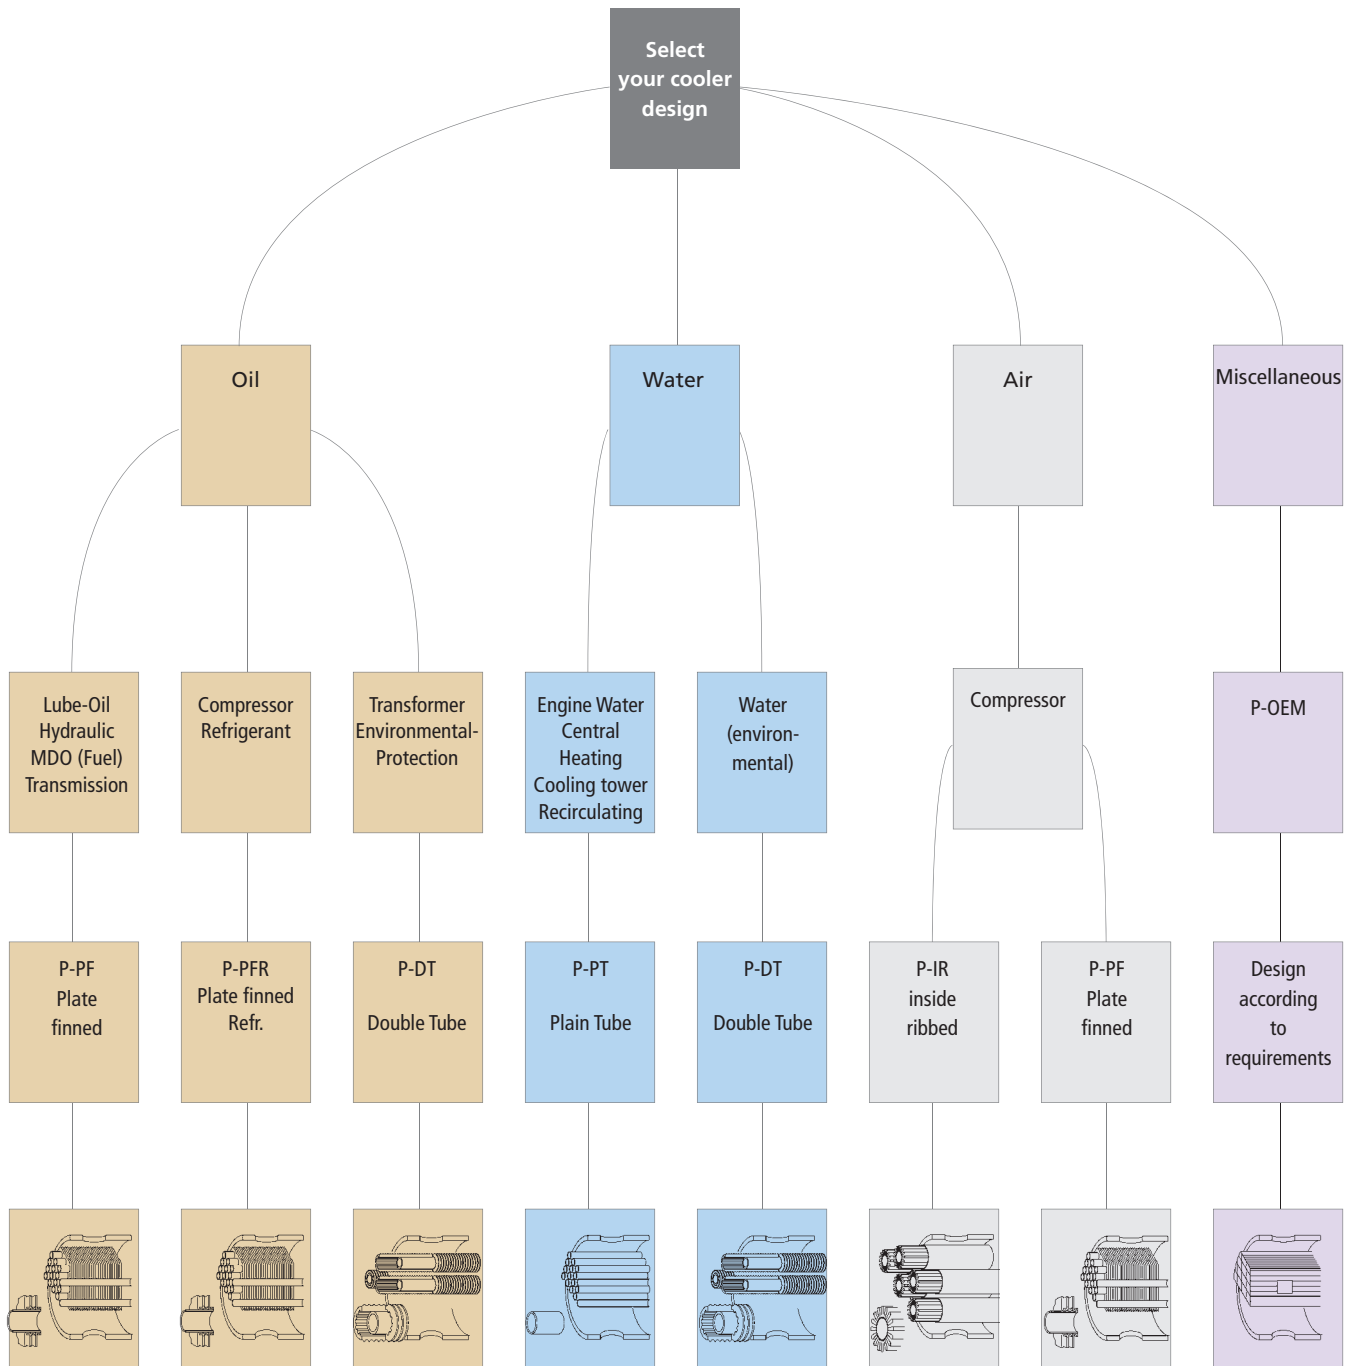 Select
your cooler
design
Oil
Water
Air
Miscellaneous
Lube-Oil
Hydraulic
MDO (Fuel)
Transmission
Compressor
Refrigerant
Transformer
Environmental-
Protection
Engine Water
Central
Heating
Cooling tower
Recirculating
Water
(environ-
mental)
Compressor
P-OEM
P-PF
Plate
finned
P-PFR
Plate finned
Refr.
P-DT
Double Tube
P-PT
Plain Tube
P-DT
Double Tube
P-IR
inside
ribbed
P-PF
Plate
finned
Design
according
to
requirements